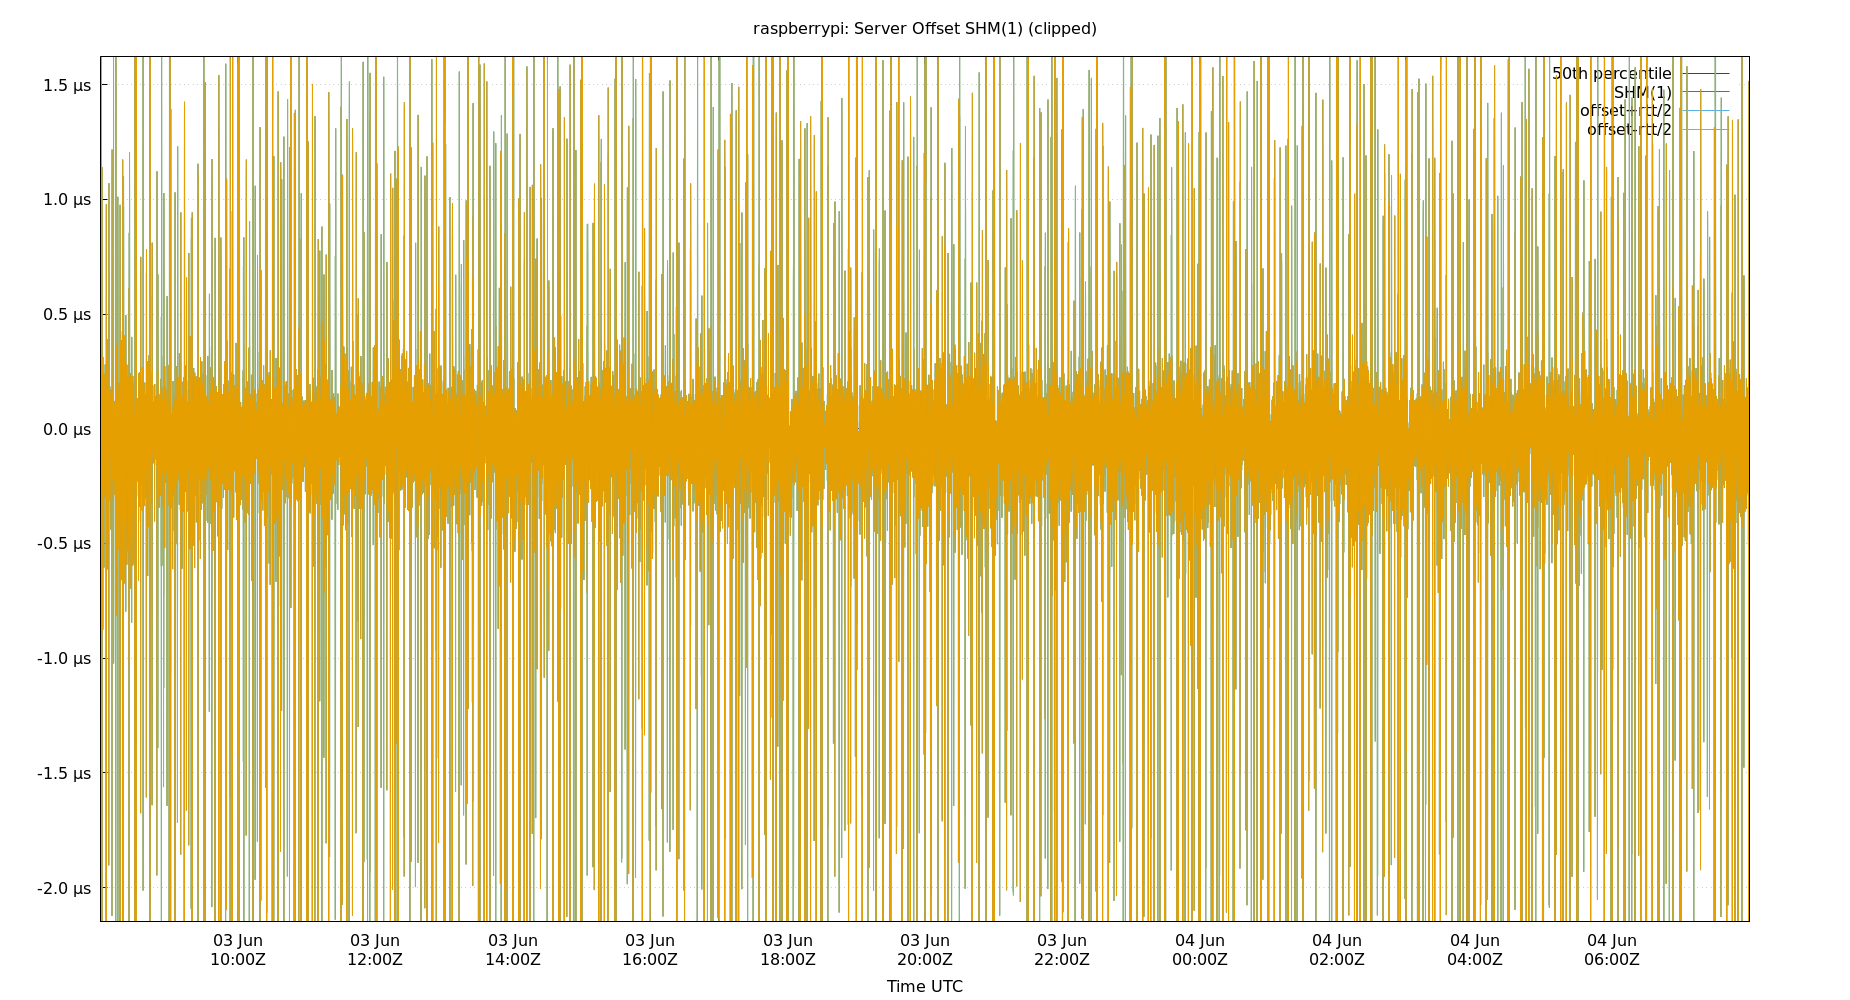 raspberrypi: Server Offset SHM(1) (clipped)
50th percentile
SHM(1)
offset+rtt/2
offset-rtt/2
1.5 µs
1.0 µs
0.5 µs
0.0 µs
-0.5 µs
-1.0 µs
-1.5 µs
-2.0 µs
03 Jun 03 Jun 03 Jun 03 Jun 03 Jun 03 Jun 03 Jun 04 Jun 04 Jun 04 Jun 04 Jun
10:00Z 12:00Z 14:00Z 16:00Z 18:00Z 20:00Z 22:00Z 00:00Z 02:00Z 04:00Z 06:00Z
Time UTC